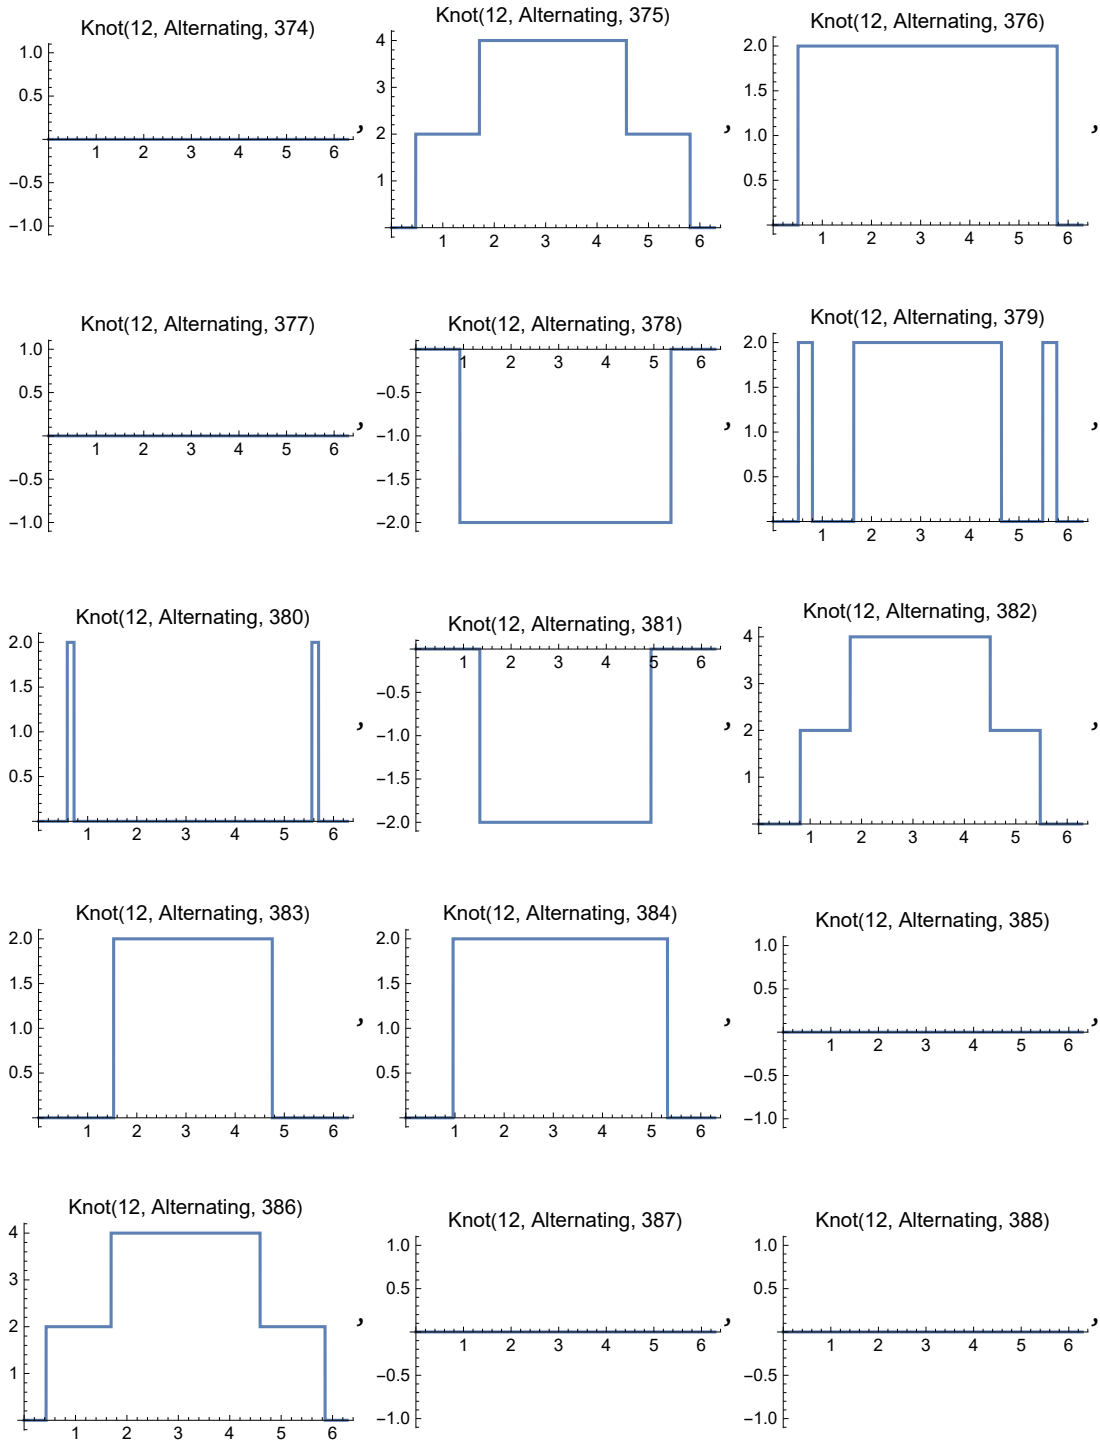 Knot(12, Alternating, 374)
1.0
0.5
−0.5
−1.0
1 2 3 4 5 6
,
Knot(12, Alternating, 375)
4
3
2
1
1 2 3 4 5 6
,
Knot(12, Alternating, 376)
2.0
1.5
1.0
0.5
1 2 3 4 5 6
,
Knot(12, Alternating, 377)
1.0
0.5
−0.5
−1.0
1 2 3 4 5 6
,
Knot(12, Alternating, 378)
1 2 3 4 5 6
−0.5
−1.0
−1.5
−2.0
,
Knot(12, Alternating, 379)
2.0
1.5
1.0
0.5
1 2 3 4 5 6
,
Knot(12, Alternating, 380)
2.0
1.5
1.0
0.5
1 2 3 4 5 6
,
Knot(12, Alternating, 381)
1 2 3 4 5 6
−0.5
−1.0
−1.5
−2.0
,
Knot(12, Alternating, 382)
4
3
2
1
1 2 3 4 5 6
,
Knot(12, Alternating, 383)
2.0
1.5
1.0
0.5
1 2 3 4 5 6
,
Knot(12, Alternating, 384)
2.0
1.5
1.0
0.5
1 2 3 4 5 6
,
Knot(12, Alternating, 385)
1.0
0.5
−0.5
−1.0
1 2 3 4 5 6
,
Knot(12, Alternating, 386)
4
3
2
1
1 2 3 4 5 6
,
Knot(12, Alternating, 387)
1.0
0.5
−0.5
−1.0
1 2 3 4 5 6
,
Knot(12, Alternating, 388)
1.0
0.5
−0.5
−1.0
1 2 3 4 5 6
,